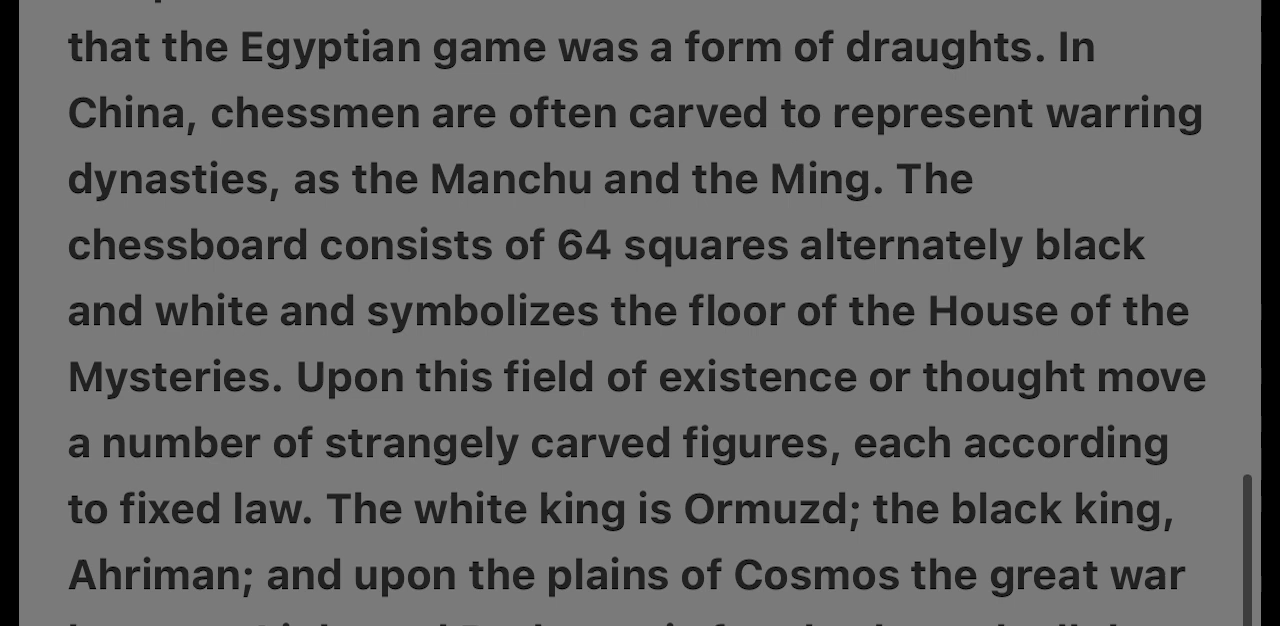 that the Egyptian game was a form of draughts. In
China, chessmen are often carved to represent warring
dynasties, as the Manchu and the Ming. The
chessboard consists of 64 squares alternately black
and white and symbolizes the floor of the House of the
Mysteries. Upon this field of existence or thought move
a number of strangely carved figures, each according
to fixed law. The white king is Ormuzd; the black king,
Ahriman; and upon the plains of Cosmos the great war